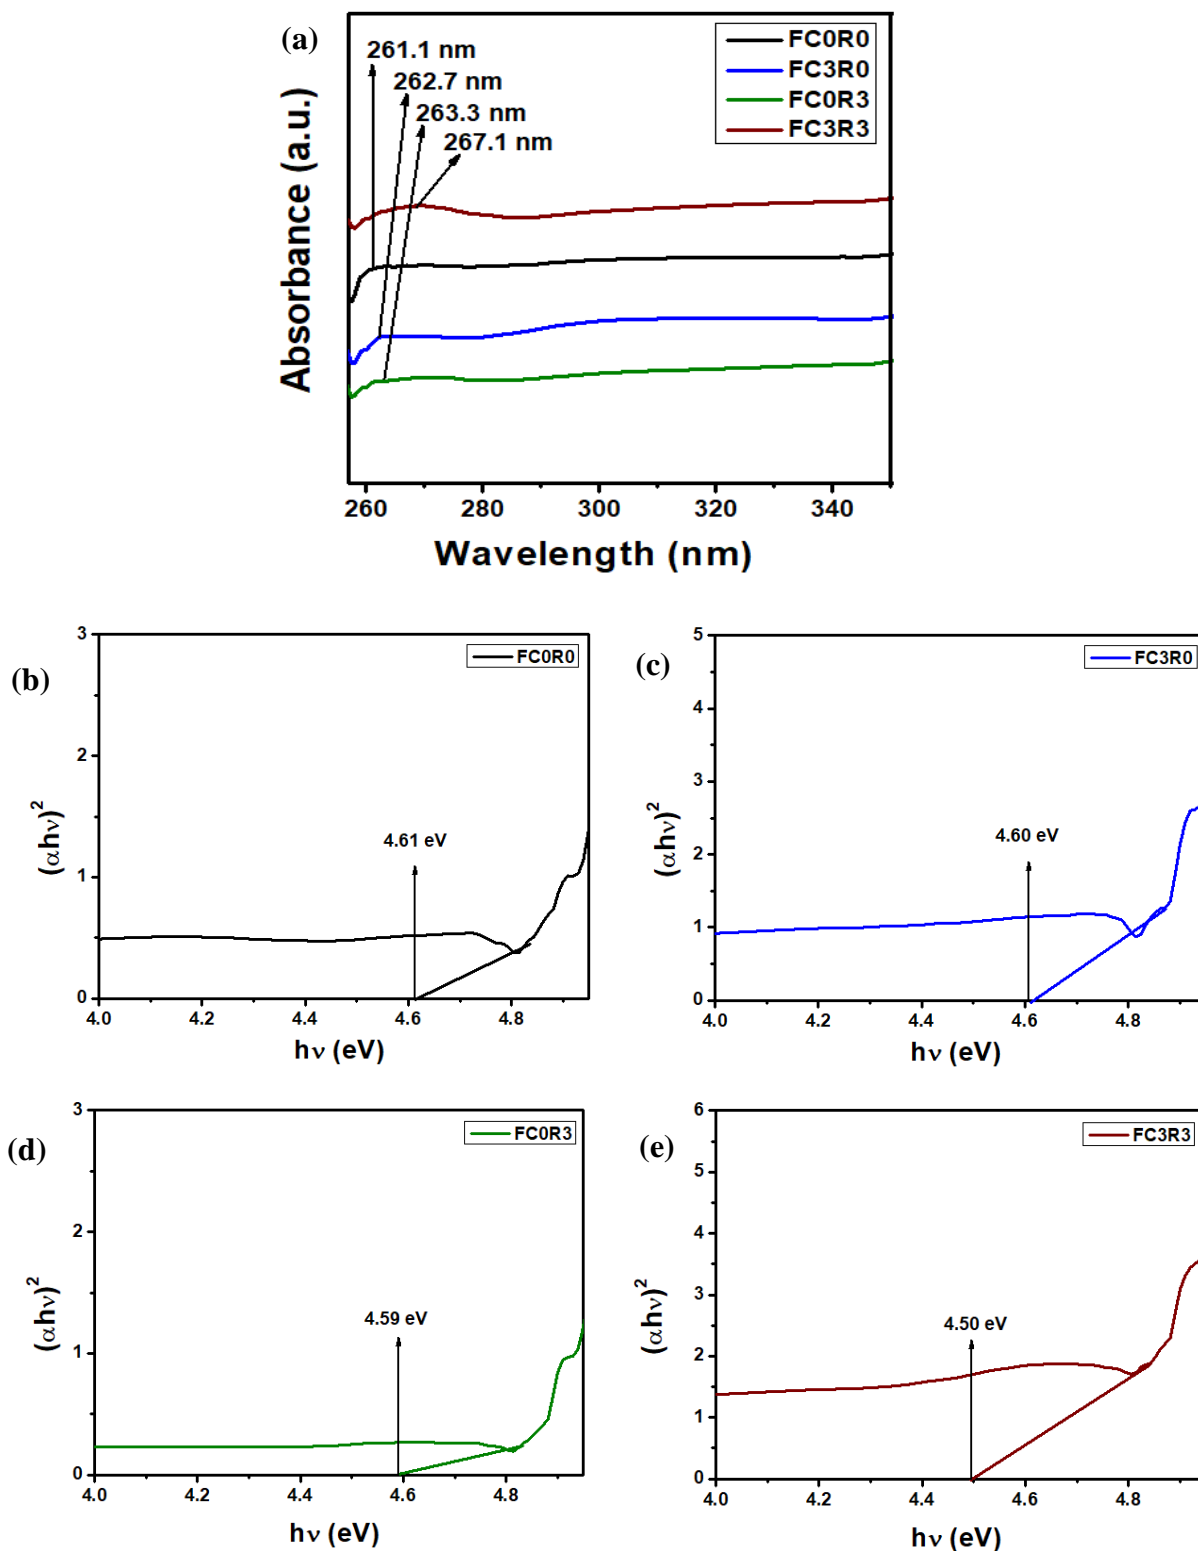 (a)
FC0R0
FC3R0
FC0R3
FC3R3
261.1 nm
262.7 nm
263.3 nm
267.1 nm
Absorbance (a.u.)
260 280 300 320 340
Wavelength (nm)
(b)
FC0R0
3
2
1
0
4.61 eV
(αhν)²
4.0 4.2 4.4 4.6 4.8
hν (eV)
(c)
FC3R0
5
4
3
2
1
0
4.60 eV
(αhν)²
4.0 4.2 4.4 4.6 4.8
hν (eV)
(d)
FC0R3
3
2
1
0
4.59 eV
(αhν)²
4.0 4.2 4.4 4.6 4.8
hν (eV)
(e)
FC3R3
6
5
4
3
2
1
0
4.50 eV
(αhν)²
4.0 4.2 4.4 4.6 4.8
hν (eV)